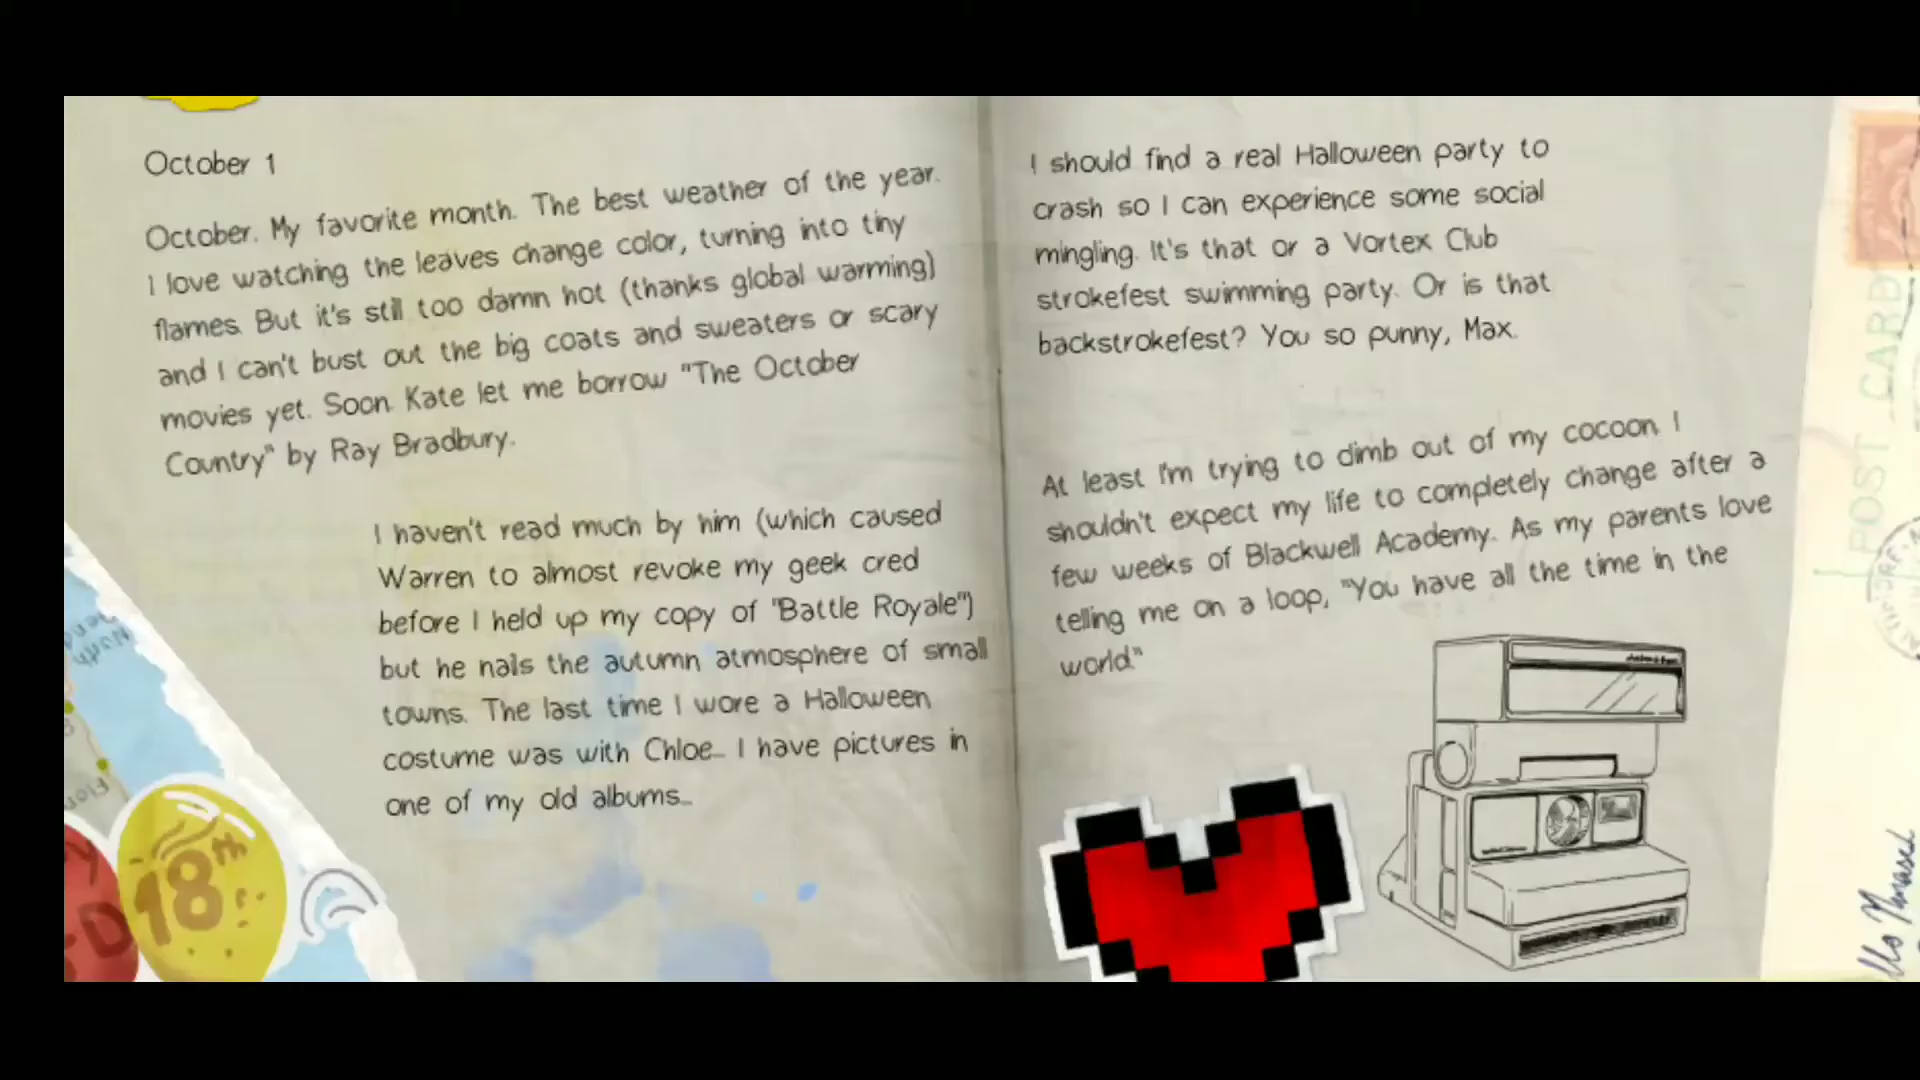 October 1
October. My favorite month. The best weather of the year.
I love watching the leaves change color, turning into tiny
flames. But it's still too damn hot (thanks global warming)
and I can't bust out the big coats and sweaters or scary
movies yet. Soon. Kate let me borrow "The October
Country" by Ray Bradbury.
I haven't read much by him (which caused
Warren to almost revoke my geek cred
before I held up my copy of "Battle Royale")
but he nails the autumn atmosphere of small
towns. The last time I wore a Halloween
costume was with Chloe... I have pictures in
one of my old albums...
18th
I should find a real Halloween party to
crash so I can experience some social
mingling. It's that or a Vortex Club
strokefest swimming party. Or is that
backstrokefest? You so punny, Max.
At least I'm trying to climb out of my cocoon. I
shouldn't expect my life to completely change after a
few weeks of Blackwell Academy. As my parents love
telling me on a loop, "You have all the time in the
world."
POST CARD